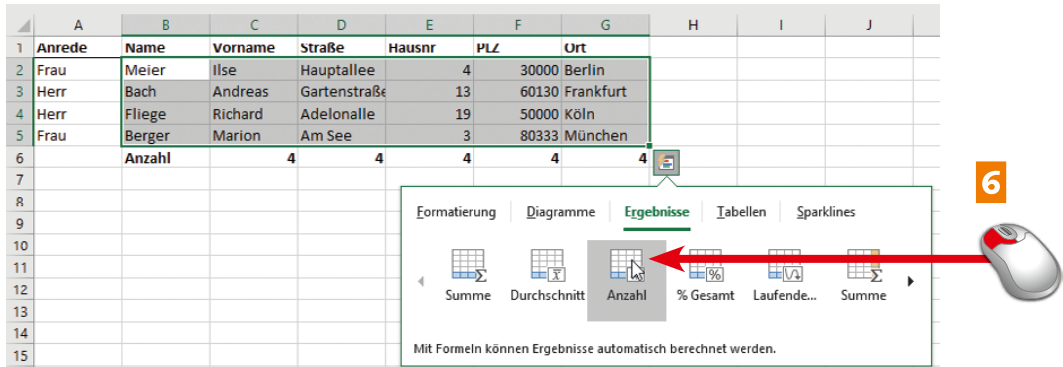 A B C D E F G H I J
1 Anrede Name Vorname Straße Hausnr PLZ Ort
2 Frau Meier Ilse Hauptallee 4 30000 Berlin
3 Herr Bach Andreas Gartenstraße 13 60130 Frankfurt
4 Herr Fliege Richard Adelonalle 19 50000 Köln
5 Frau Berger Marion Am See 3 80333 München
6 Anzahl 4 4 4 4 4
7
8
9
10
11
12
13
14
15
Formatierung Diagramme Ergebnisse Tabellen Sparklines
Summe Durchschnitt Anzahl % Gesamt Laufende... Summe
Mit Formeln können Ergebnisse automatisch berechnet werden.
6